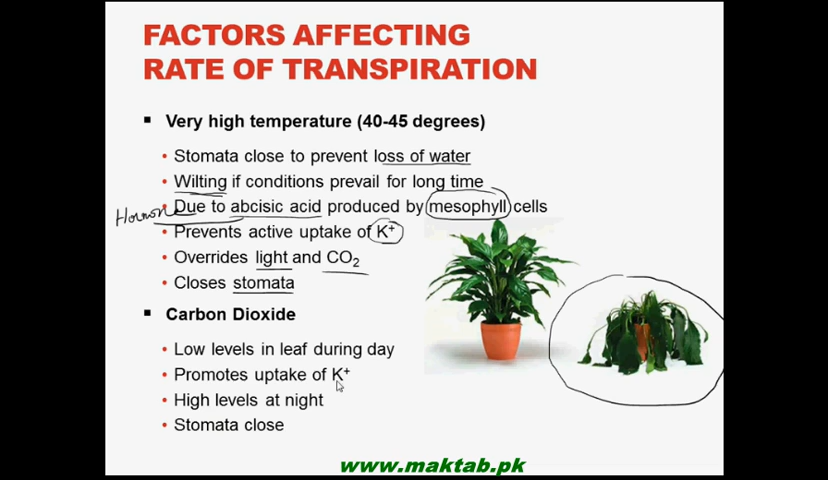 FACTORS AFFECTING
RATE OF TRANSPIRATION
▪ Very high temperature (40-45 degrees)
• Stomata close to prevent loss of water
• Wilting if conditions prevail for long time
Hormone
• Due to abcisic acid produced by mesophyll cells
• Prevents active uptake of K⁺
• Overrides light and CO₂
• Closes stomata
▪ Carbon Dioxide
• Low levels in leaf during day
• Promotes uptake of K⁺
• High levels at night
• Stomata close
www.maktab.pk